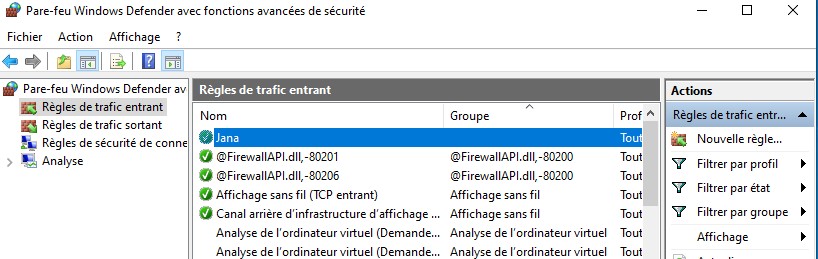 Pare-feu Windows Defender avec fonctions avancées de sécurité
Fichier Action Affichage ?
Pare-feu Windows Defender av
Règles de trafic entrant
Règles de trafic sortant
Règles de sécurité de conne
Analyse
Règles de trafic entrant
Nom Groupe Prof
Jana Tout
@FirewallAPI.dll,-80201 @FirewallAPI.dll,-80200 Tout
@FirewallAPI.dll,-80206 @FirewallAPI.dll,-80200 Tout
Affichage sans fil (TCP entrant) Affichage sans fil Tout
Canal arrière d'infrastructure d'affichage ... Affichage sans fil Tout
Analyse de l'ordinateur virtuel (Demande... Analyse de l'ordinateur virtuel Tout
Analyse de l'ordinateur virtuel (Demande... Analyse de l'ordinateur virtuel Tout
Actions
Règles de trafic entr...
Nouvelle règle...
Filtrer par profil
Filtrer par état
Filtrer par groupe
Affichage